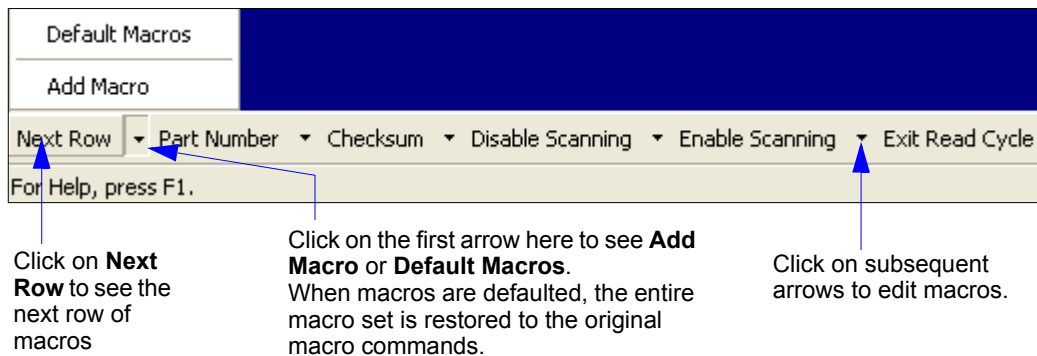 Default Macros
Add Macro
Next Row Part Number Checksum Disable Scanning Enable Scanning Exit Read Cycle
For Help, press F1.
Click on Next
Row to see the
next row of
macros
Click on the first arrow here to see Add
Macro or Default Macros.
When macros are defaulted, the entire
macro set is restored to the original
macro commands.
Click on subsequent
arrows to edit macros.